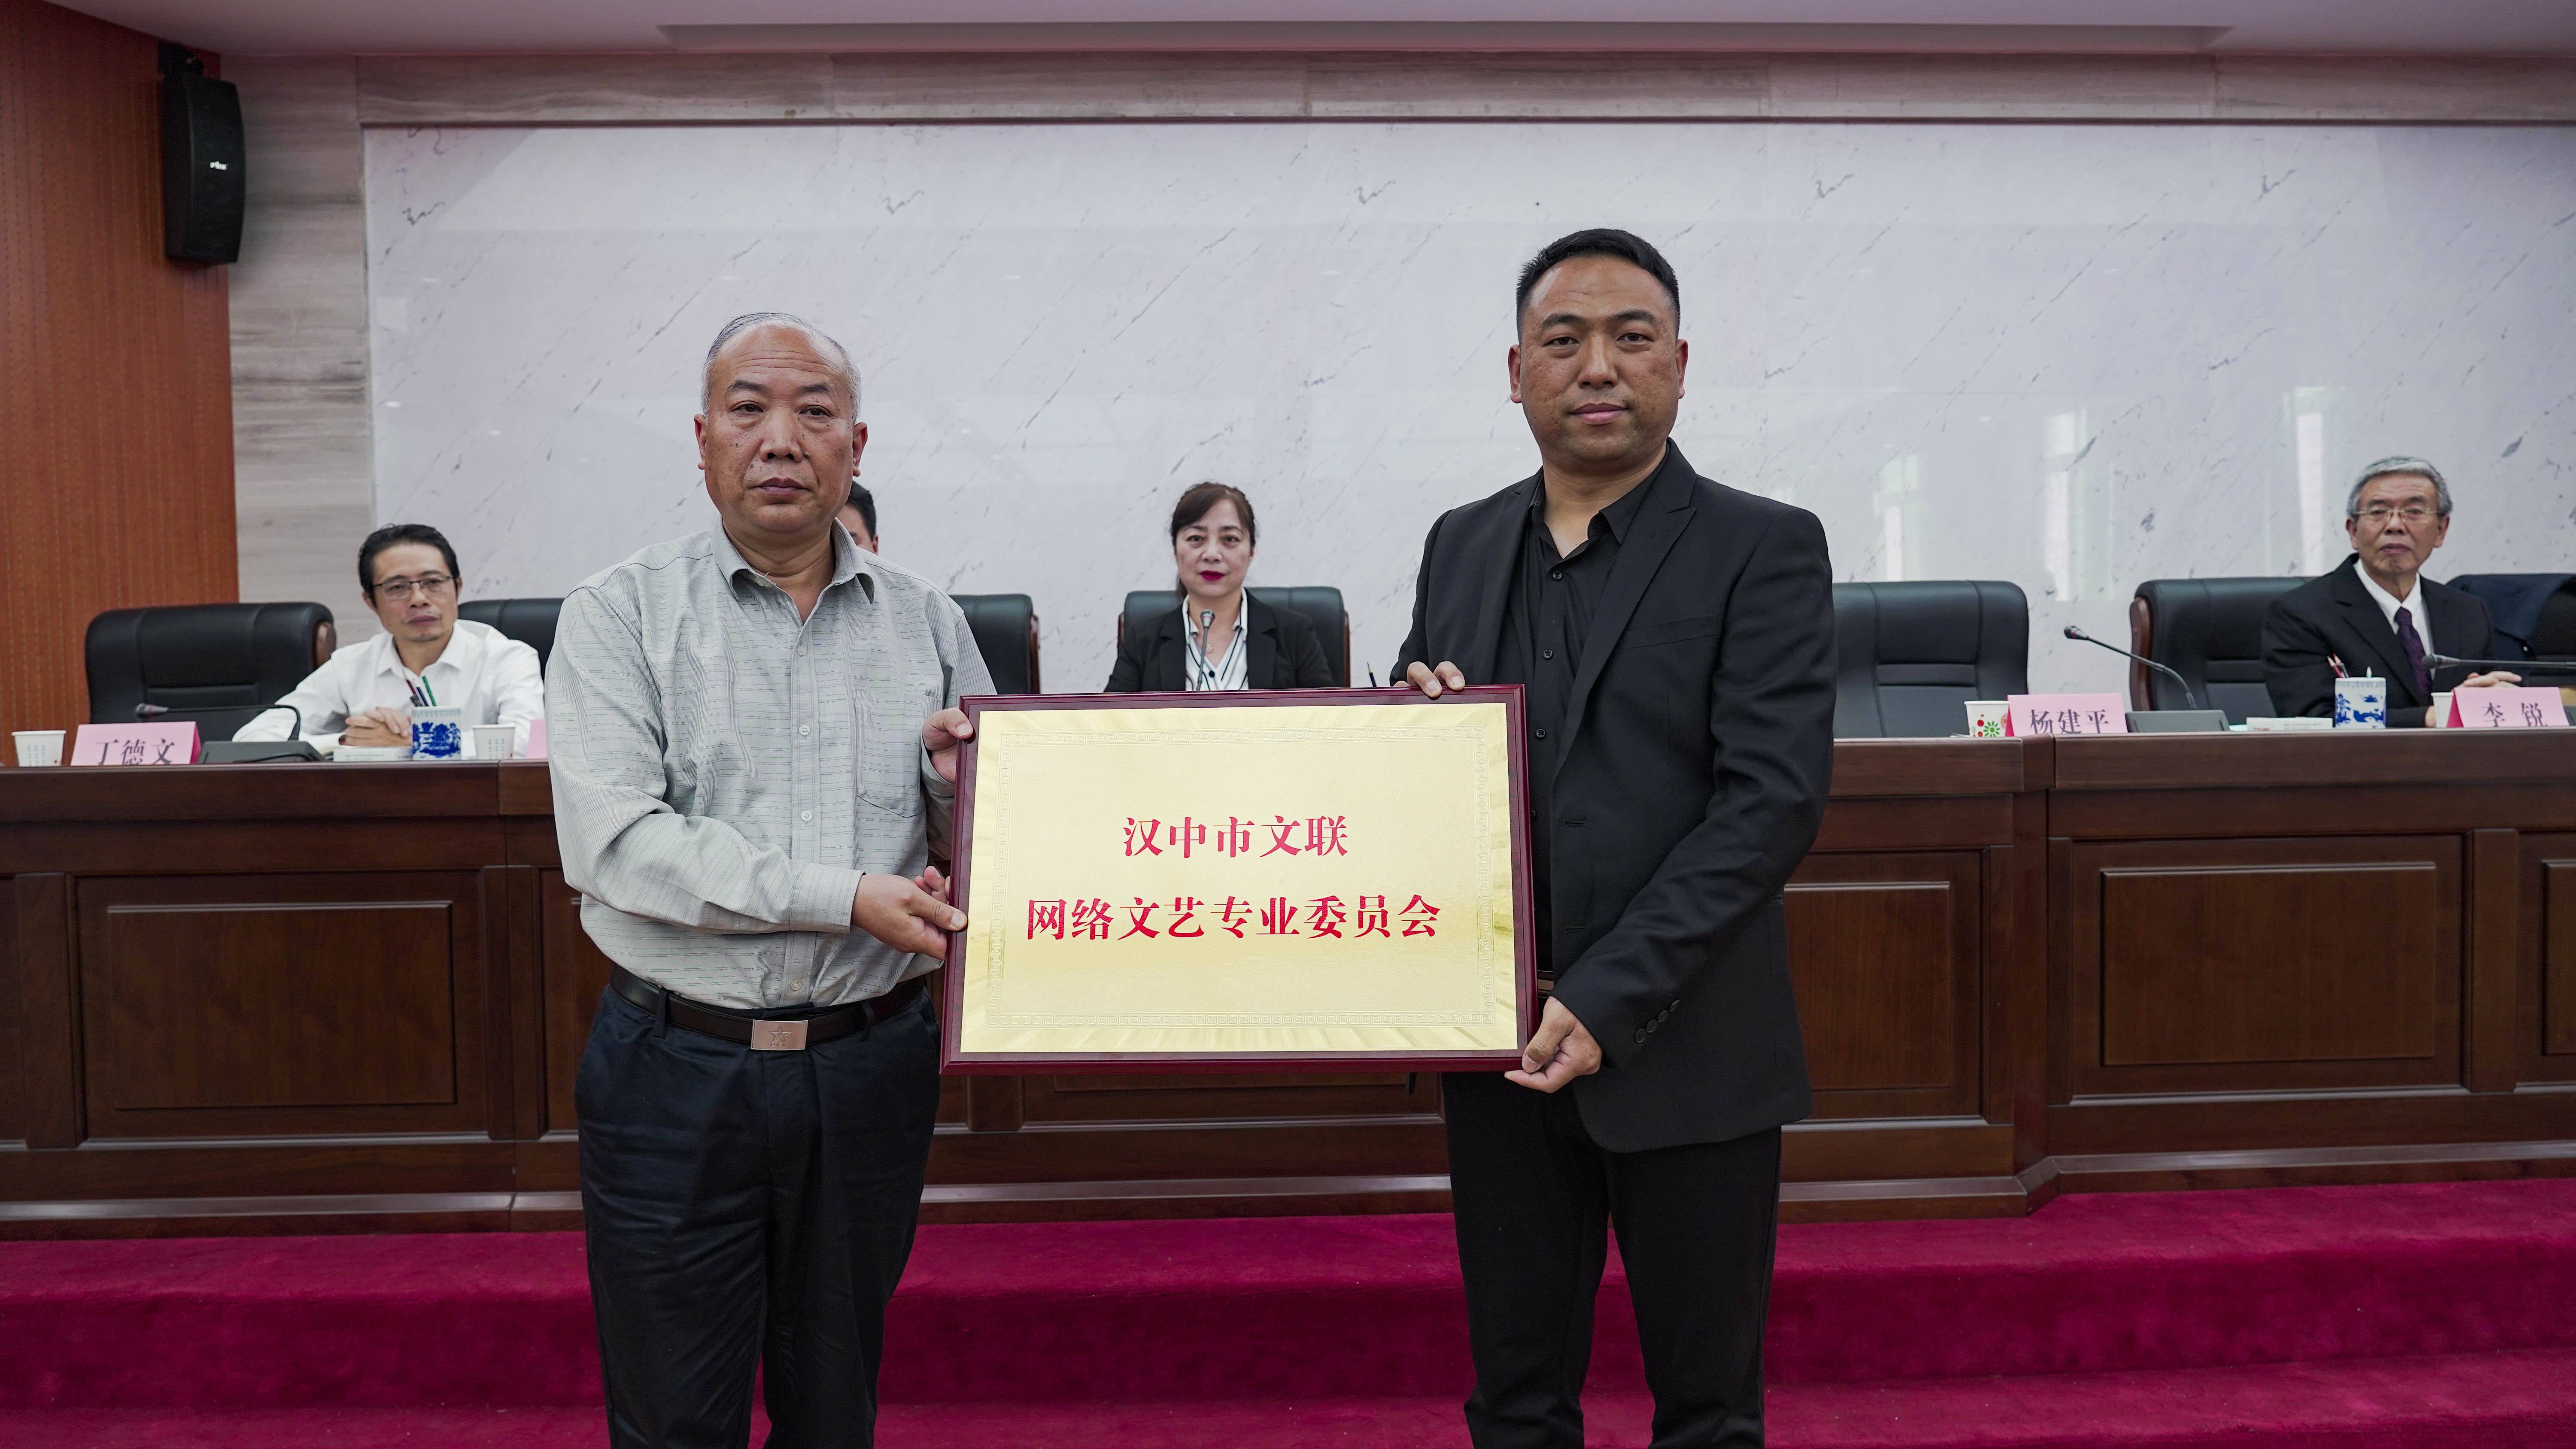 汉中市文联
网络文艺专业委员会
丁德文
杨建平
李锐